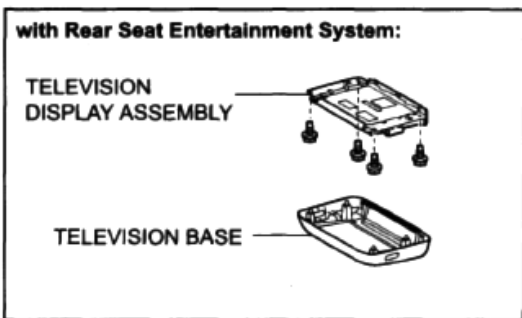 with Rear Seat Entertainment System:
TELEVISION
DISPLAY ASSEMBLY
TELEVISION BASE